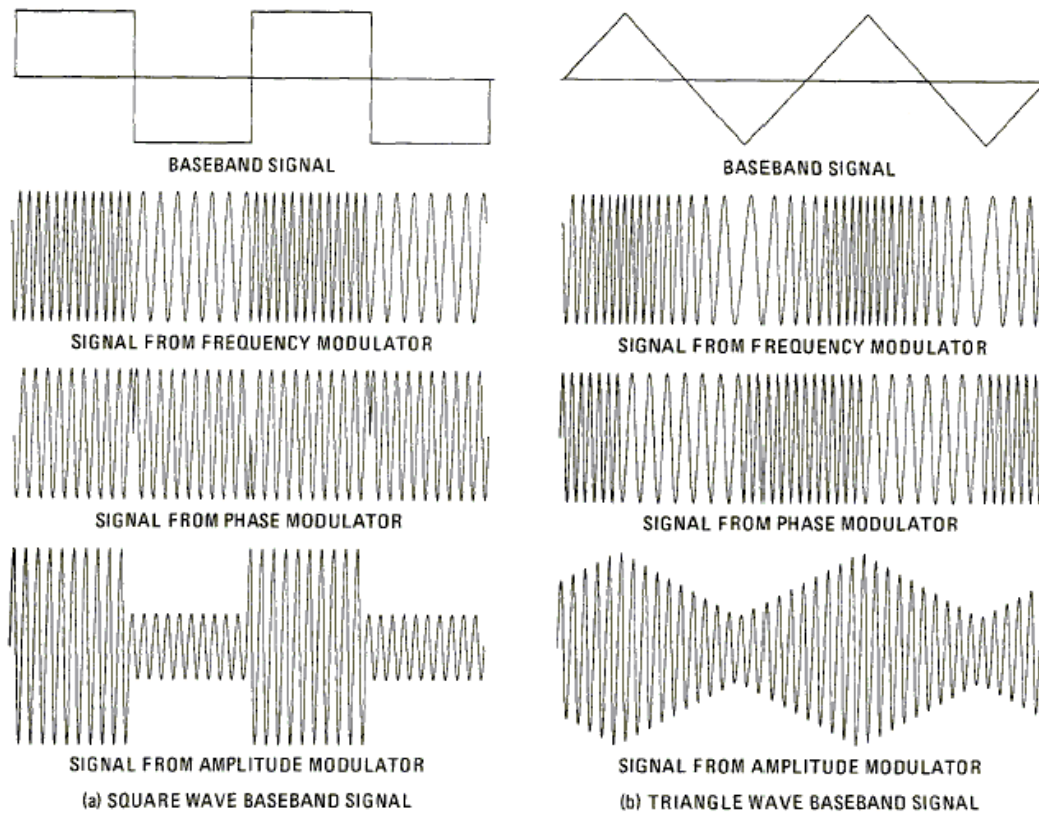 BASEBAND SIGNAL
SIGNAL FROM FREQUENCY MODULATOR
SIGNAL FROM PHASE MODULATOR
SIGNAL FROM AMPLITUDE MODULATOR
(a) SQUARE WAVE BASEBAND SIGNAL
BASEBAND SIGNAL
SIGNAL FROM FREQUENCY MODULATOR
SIGNAL FROM PHASE MODULATOR
SIGNAL FROM AMPLITUDE MODULATOR
(b) TRIANGLE WAVE BASEBAND SIGNAL